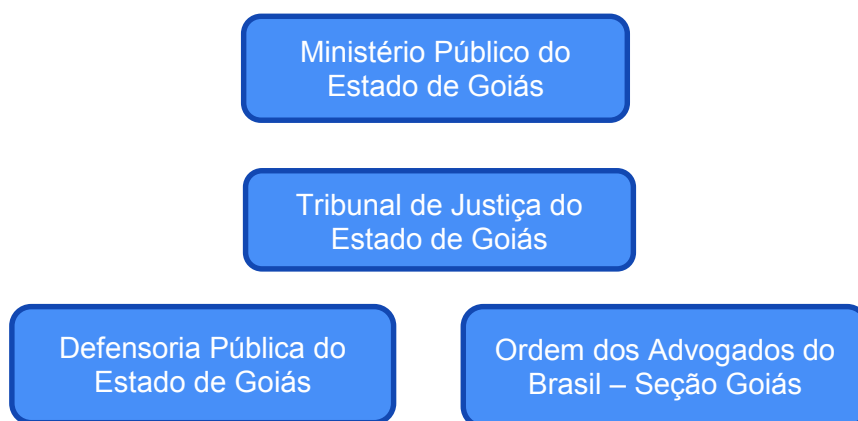 Ministério Público do
Estado de Goiás
Tribunal de Justiça do
Estado de Goiás
Defensoria Pública do
Estado de Goiás
Ordem dos Advogados do
Brasil – Seção Goiás